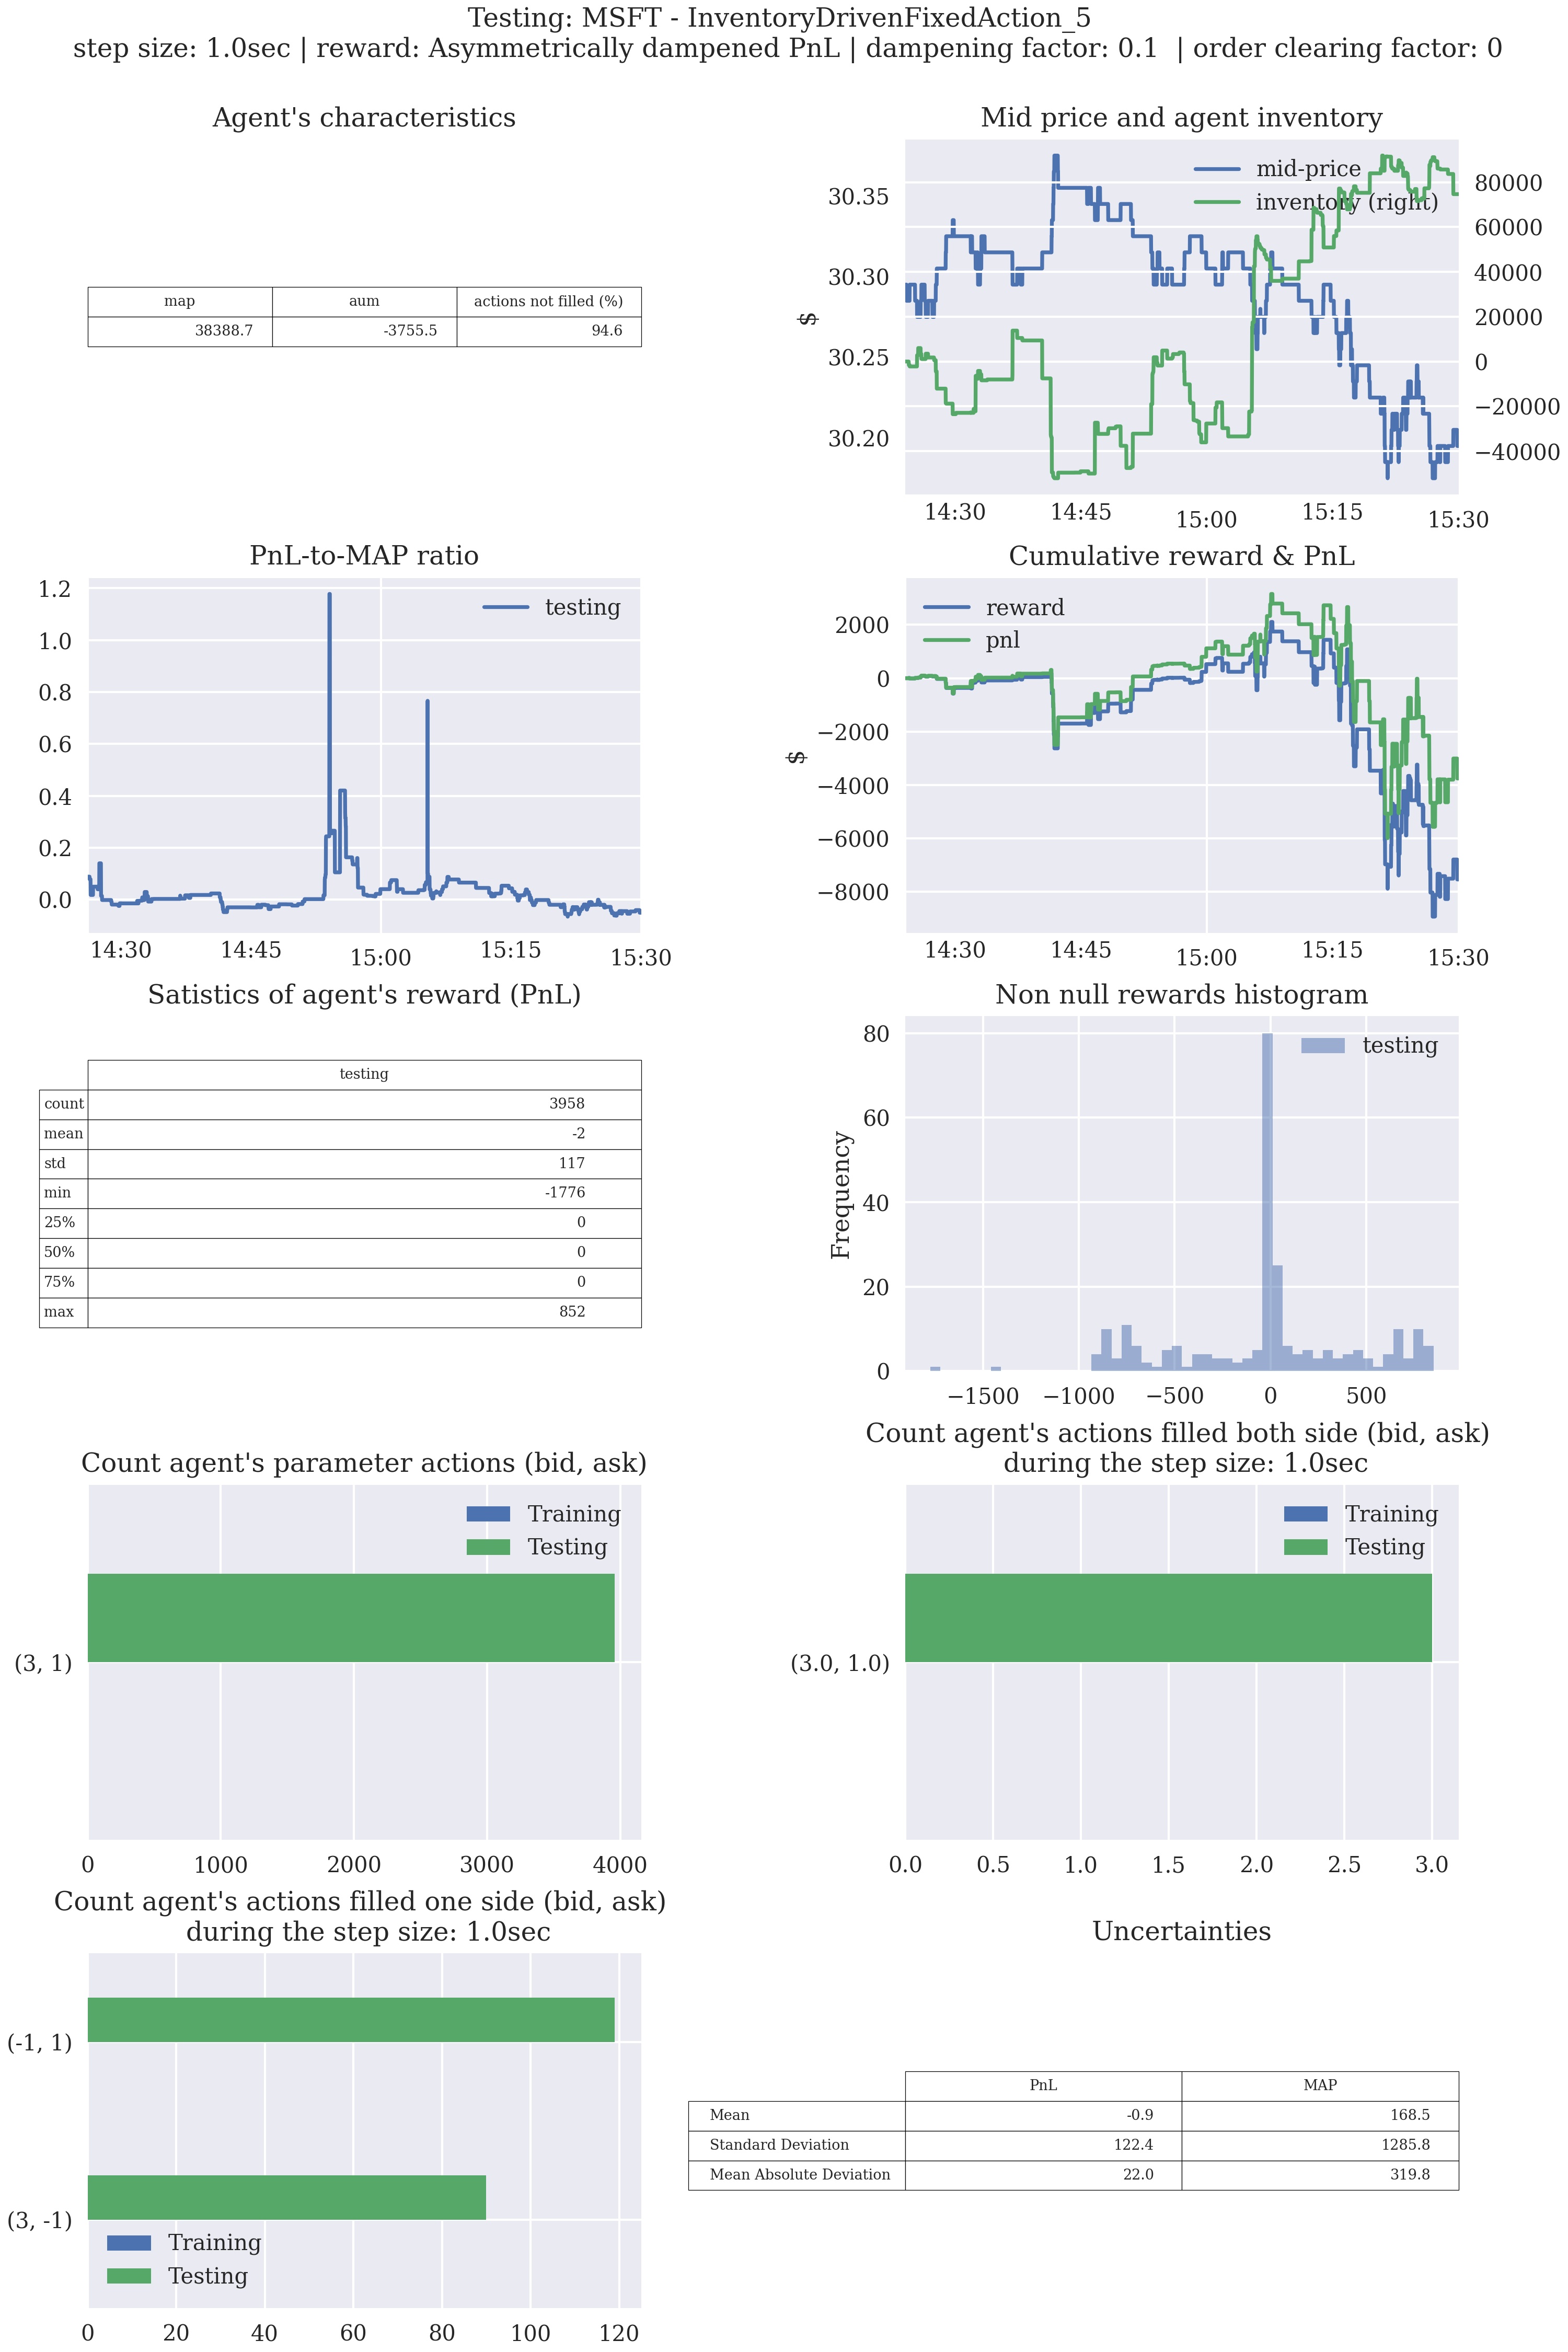 Testing: MSFT - InventoryDrivenFixedAction_5
step size: 1.0sec | reward: Asymmetrically dampened PnL | dampening factor: 0.1 | order clearing factor: 0
Agent's characteristics
map aum actions not filled (%)
38388.7 -3755.5 94.6
Mid price and agent inventory
mid-price
inventory (right)
$
30.35
30.30
30.25
30.20
80000
60000
40000
20000
0
−20000
−40000
14:30 14:45 15:00 15:15 15:30
PnL-to-MAP ratio
testing
1.2
1.0
0.8
0.6
0.4
0.2
0.0
14:30 14:45 15:00 15:15 15:30
Cumulative reward & PnL
reward
pnl
$
2000
0
−2000
−4000
−6000
−8000
14:30 14:45 15:00 15:15 15:30
Satistics of agent's reward (PnL)
testing
count 3958
mean -2
std 117
min -1776
25% 0
50% 0
75% 0
max 852
Non null rewards histogram
testing
Frequency
80
60
40
20
0
−1500 −1000 −500 0 500
Count agent's parameter actions (bid, ask)
Training
Testing
(3, 1)
0 1000 2000 3000 4000
Count agent's actions filled both side (bid, ask)
during the step size: 1.0sec
Training
Testing
(3.0, 1.0)
0.0 0.5 1.0 1.5 2.0 2.5 3.0
Count agent's actions filled one side (bid, ask)
during the step size: 1.0sec
(-1, 1)
(3, -1)
Training
Testing
0 20 40 60 80 100 120
Uncertainties
PnL MAP
Mean -0.9 168.5
Standard Deviation 122.4 1285.8
Mean Absolute Deviation 22.0 319.8